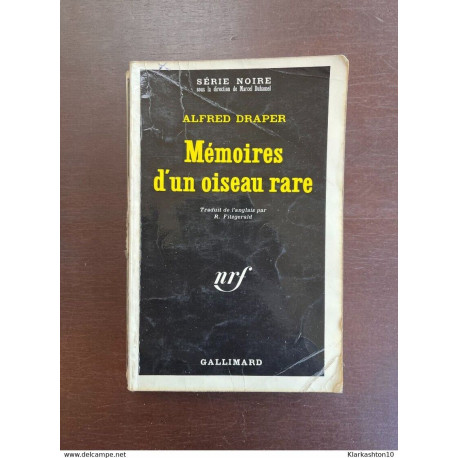 SÉRIE NOIRE
sous la direction de Marcel Duhamel
ALFRED DRAPER
Mémoires
d'un oiseau rare
Traduit de l'anglais par
R. Fitzgerald
nrf
GALLIMARD
www.delcampe.net
Klarkashton10